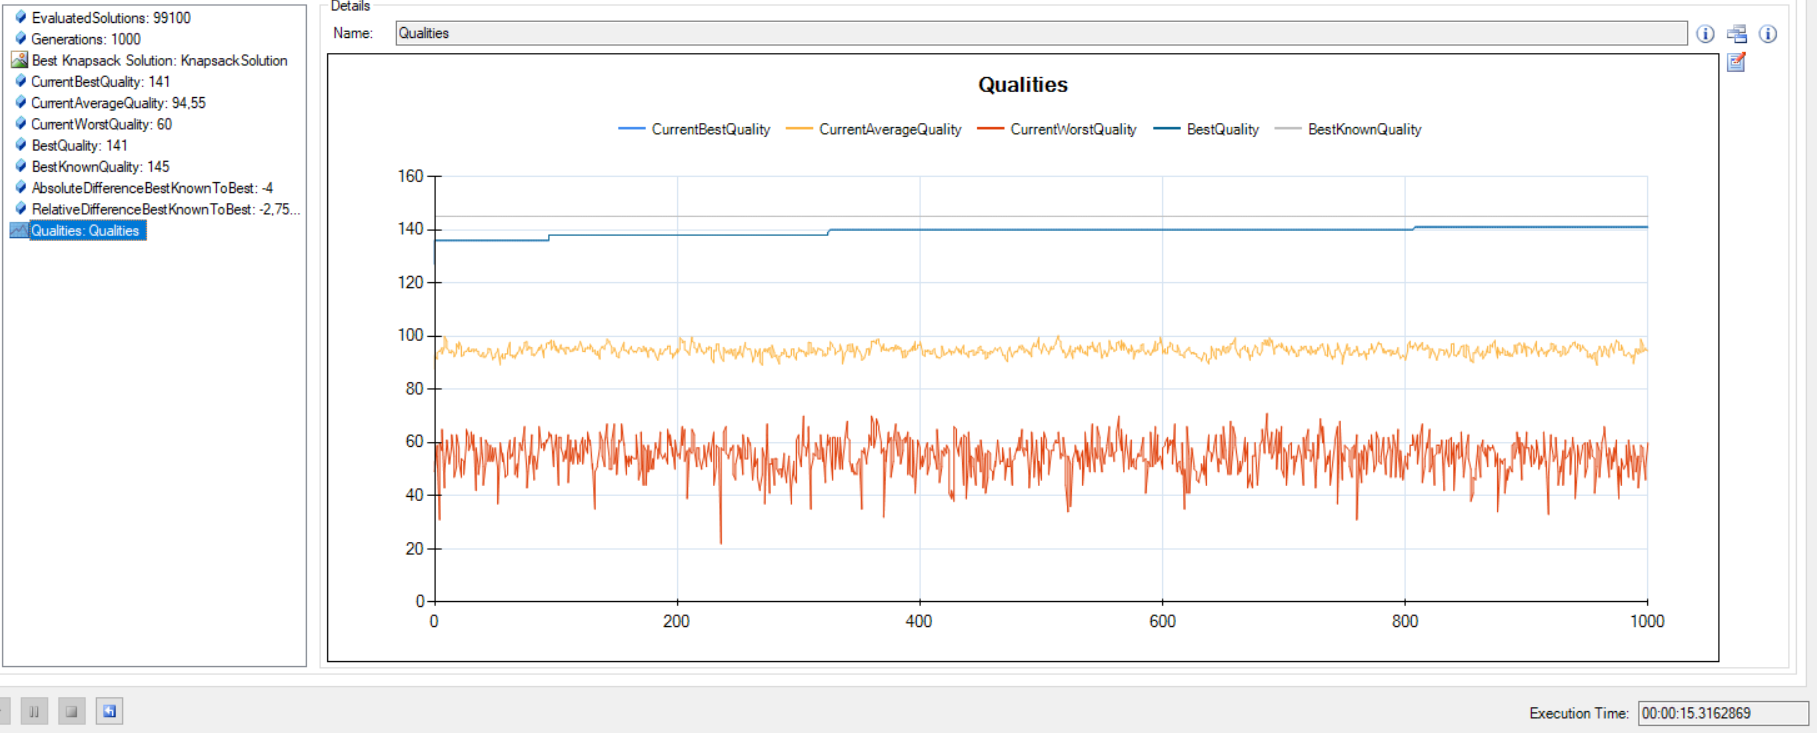 EvaluatedSolutions: 99100
Generations: 1000
Best Knapsack Solution: KnapsackSolution
CurrentBestQuality: 141
CurrentAverageQuality: 94,55
CurrentWorstQuality: 60
BestQuality: 141
BestKnownQuality: 145
AbsoluteDifferenceBestKnownToBest: -4
RelativeDifferenceBestKnownToBest: -2,75...
Qualities: Qualities
Details
Name: Qualities
Qualities
CurrentBestQuality CurrentAverageQuality CurrentWorstQuality BestQuality BestKnownQuality
160
140
120
100
80
60
40
20
0
0 200 400 600 800 1000
Execution Time: 00:00:15.3162869